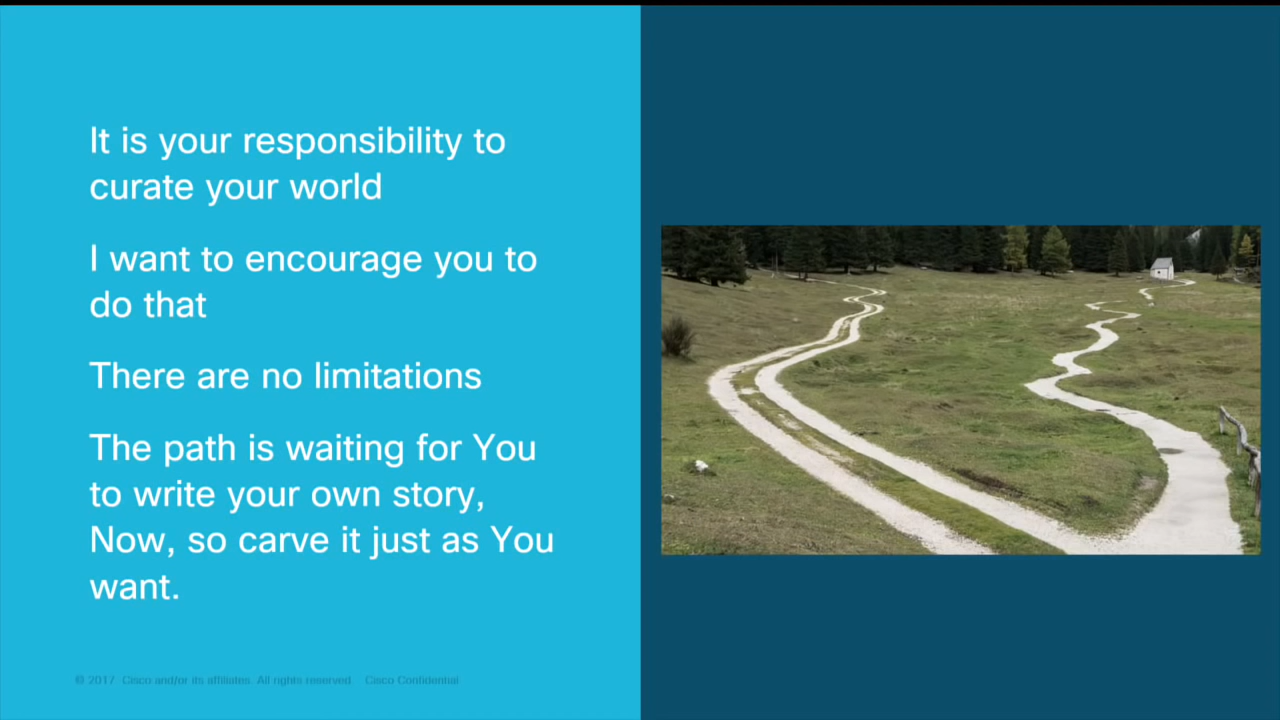 It is your responsibility to
curate your world
I want to encourage you to
do that
There are no limitations
The path is waiting for You
to write your own story,
Now, so carve it just as You
want.
© 2017 Cisco and/or its affiliates. All rights reserved. Cisco Confidential